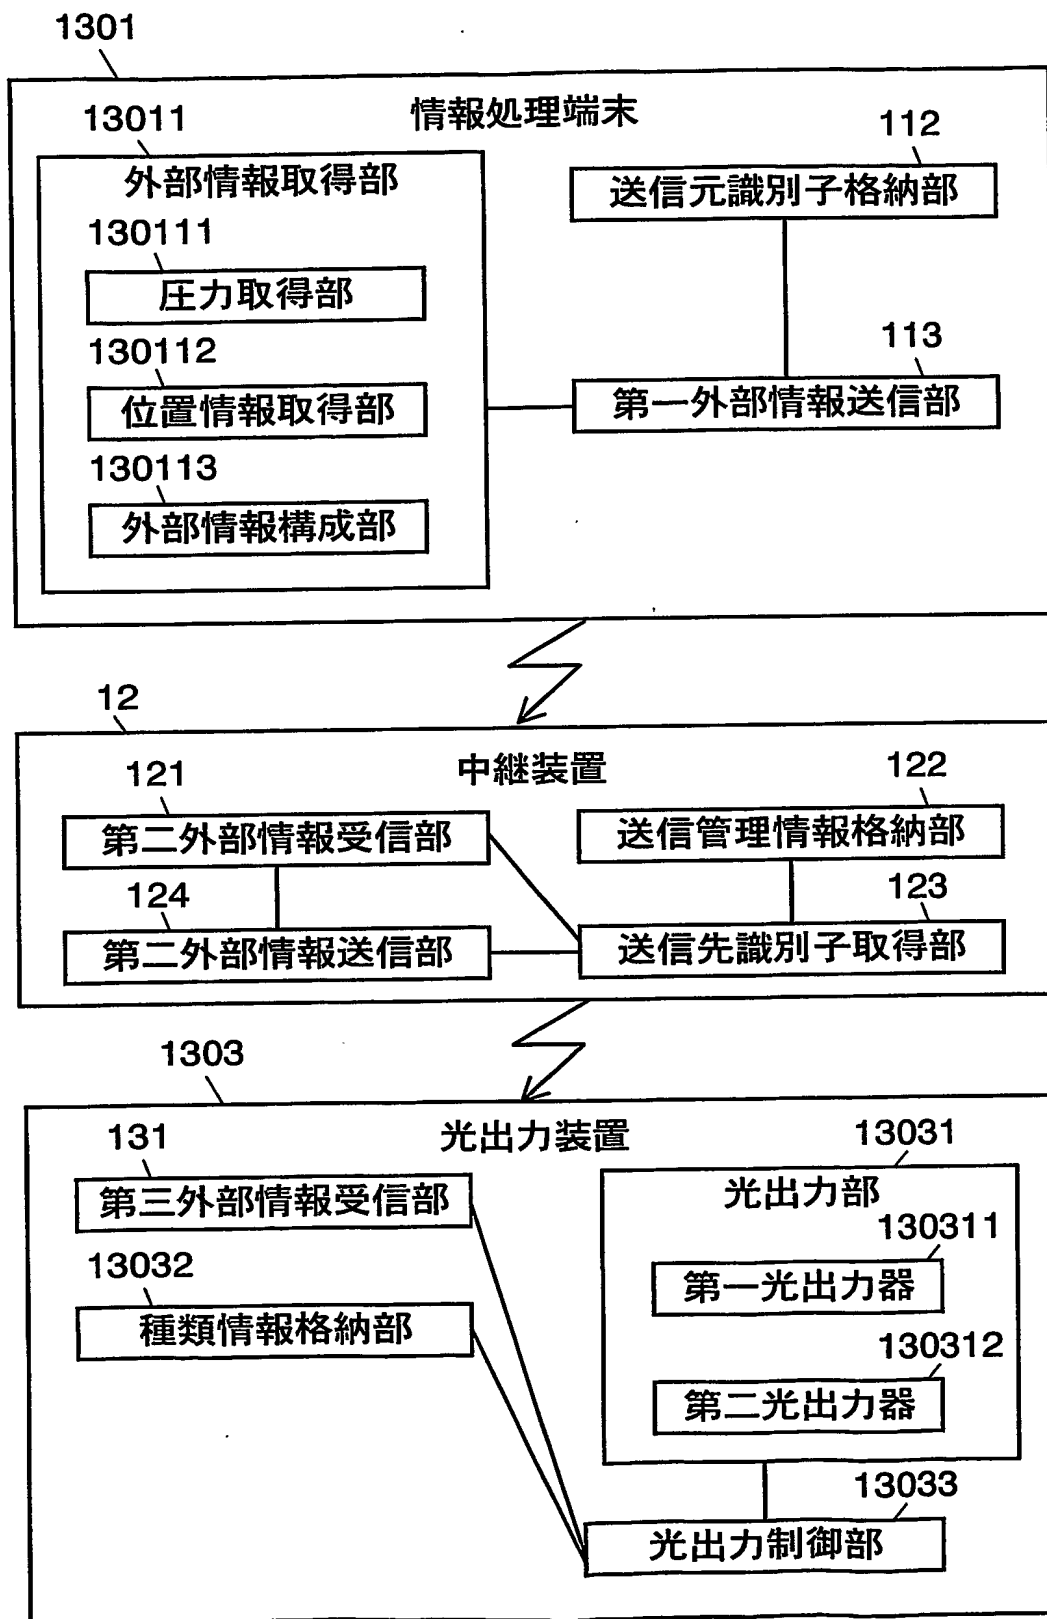 1301
情報処理端末
13011
外部情報取得部
130111
圧力取得部
130112
位置情報取得部
130113
外部情報構成部
112
送信元識別子格納部
113
第一外部情報送信部
12
中継装置
121
第二外部情報受信部
122
送信管理情報格納部
124
第二外部情報送信部
123
送信先識別子取得部
1303
光出力装置
131
第三外部情報受信部
13032
種類情報格納部
13031
光出力部
130311
第一光出力器
130312
第二光出力器
13033
光出力制御部